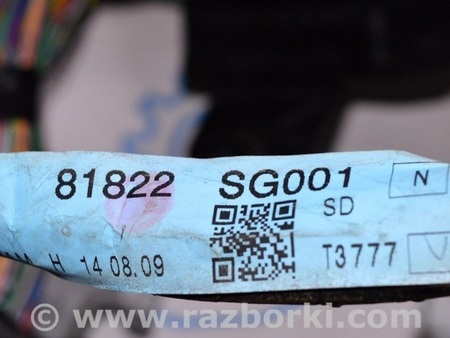 81822 SG001 N
SD
M H 14 08.09 T3777
© www.razborki.com